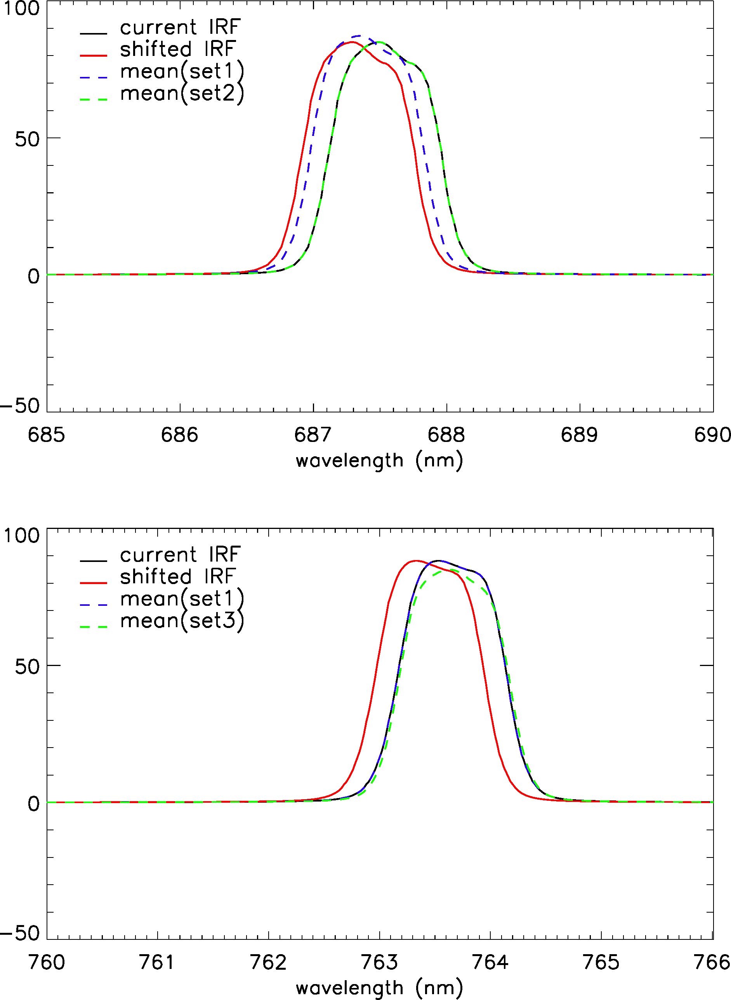 100
current IRF
shifted IRF
mean(set1)
mean(set2)
50
0
−50
685 686 687 688 689 690
wavelength (nm)
100
current IRF
shifted IRF
mean(set1)
mean(set3)
50
0
−50
760 761 762 763 764 765 766
wavelength (nm)